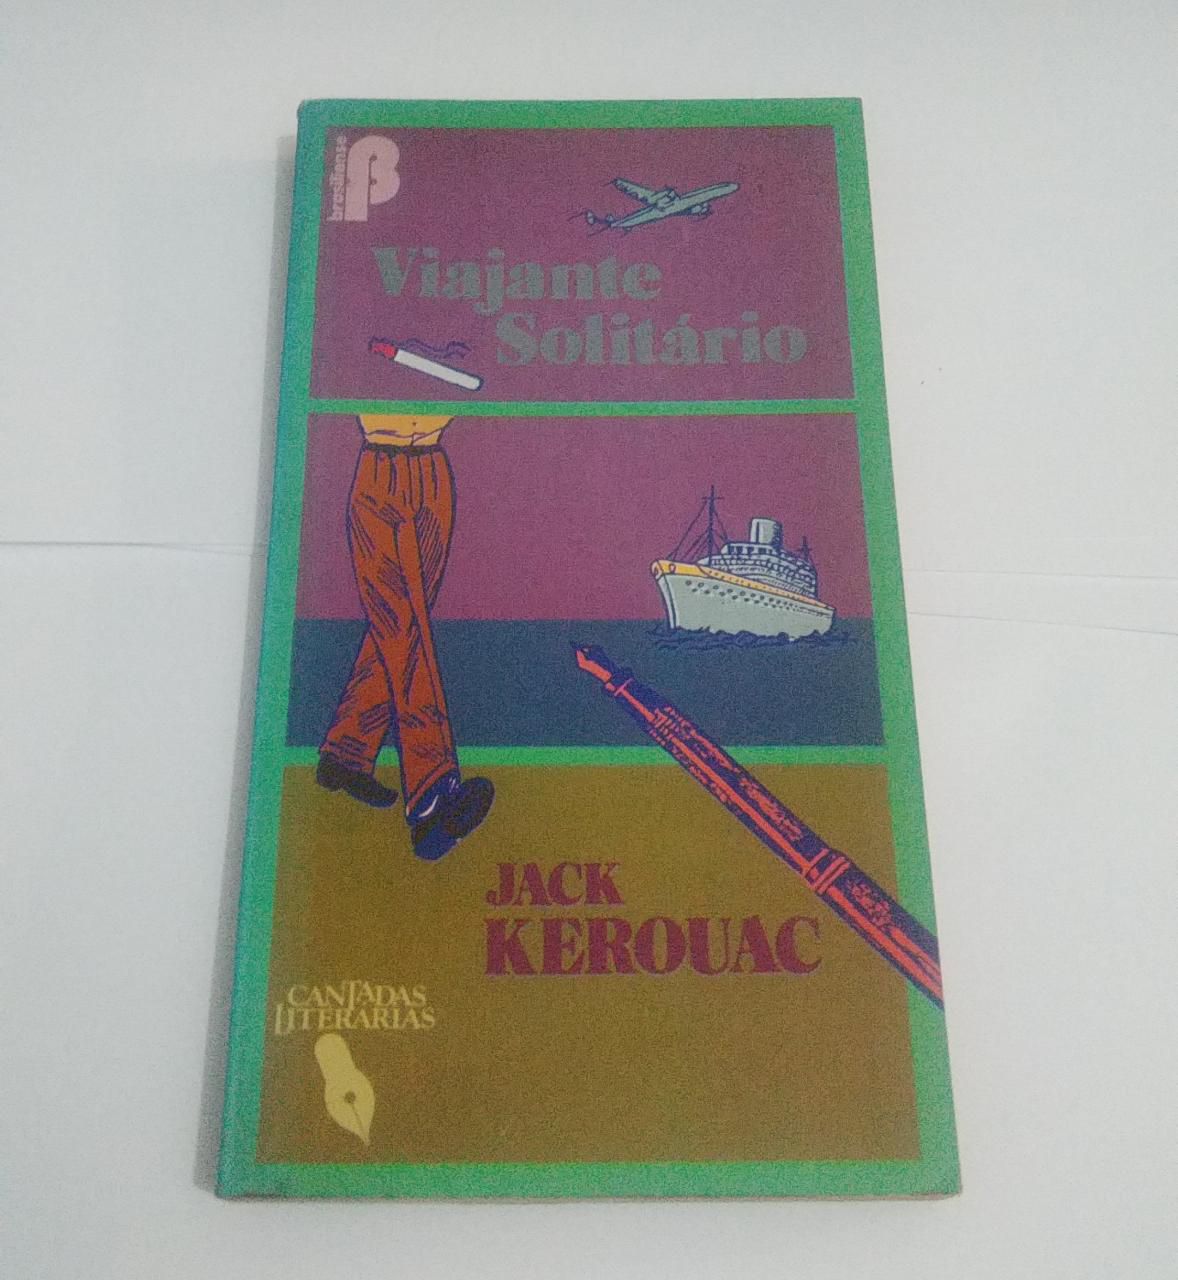 brasiliense
Viajante
Solitário
JACK
KEROUAC
CANTADAS
LITERARIAS